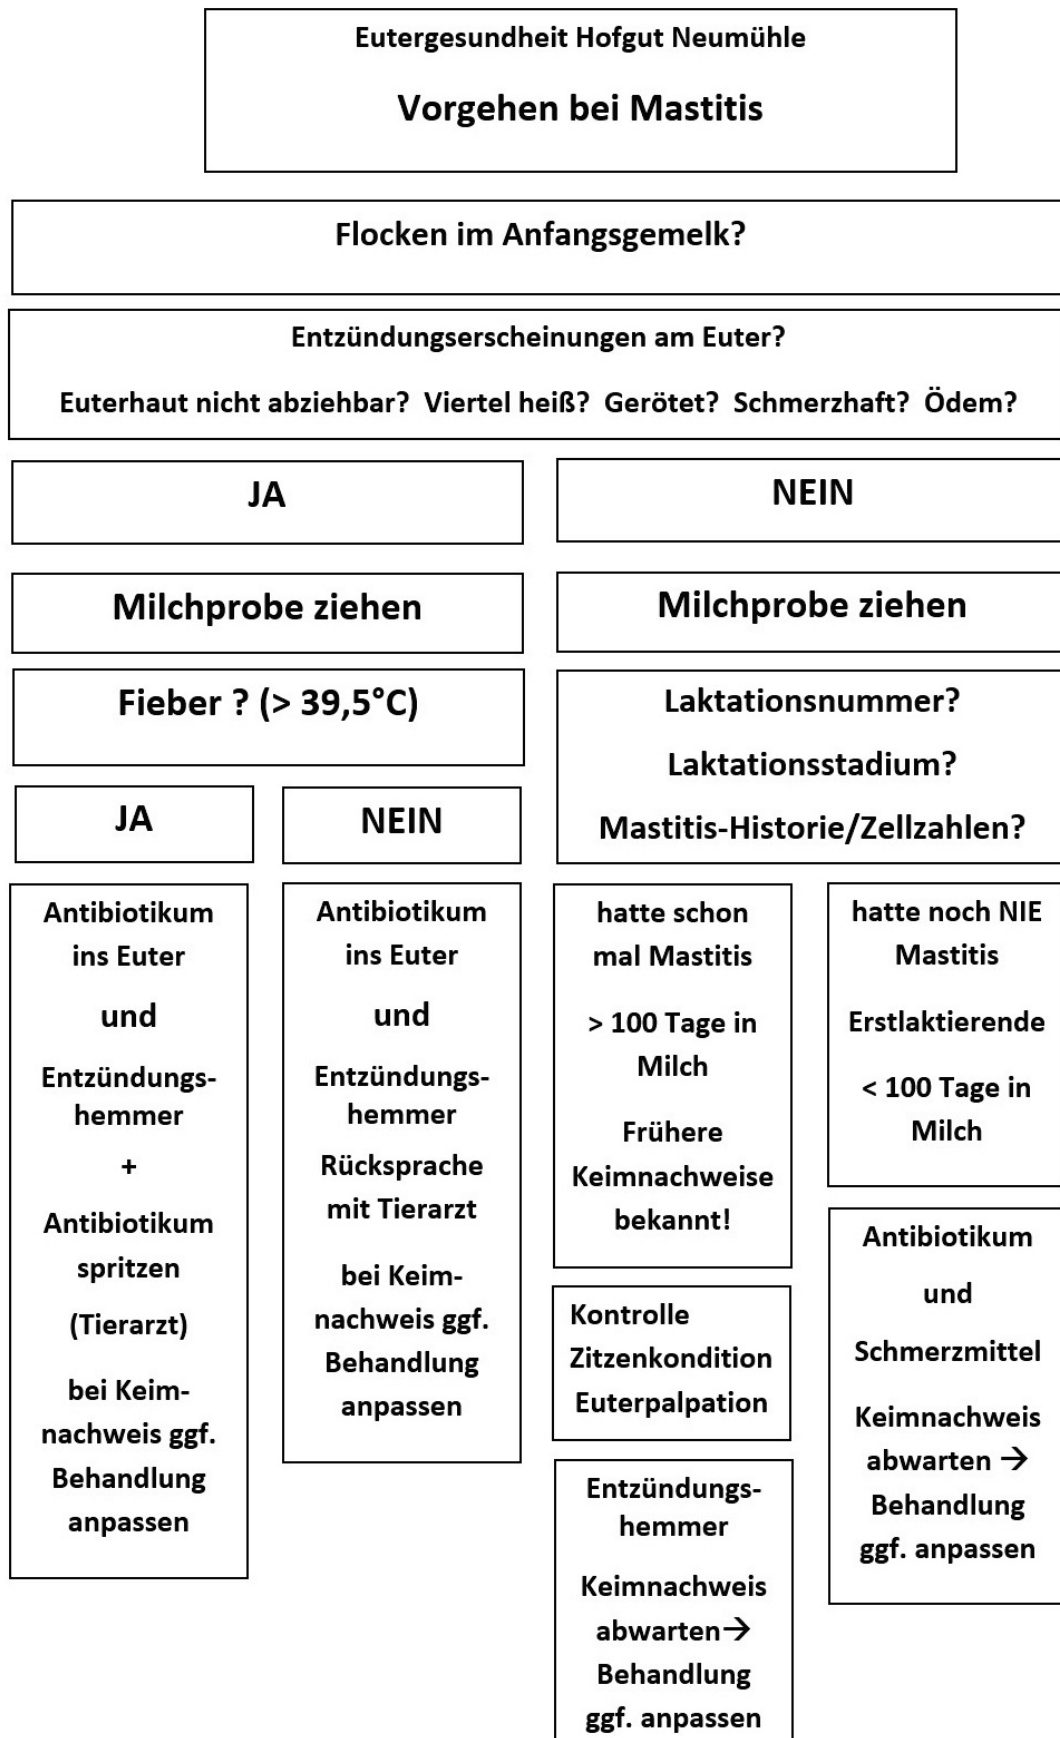 Eutergesundheit Hofgut Neumühle
Vorgehen bei Mastitis
Flocken im Anfangsgemelk?
Entzündungserscheinungen am Euter?
Euterhaut nicht abziehbar? Viertel heiß? Gerötet? Schmerzhaft? Ödem?
JA
NEIN
Milchprobe ziehen
Milchprobe ziehen
Fieber ? (> 39,5°C)
Laktationsnummer?
Laktationsstadium?
Mastitis-Historie/Zellzahlen?
JA
NEIN
Antibiotikum
ins Euter
und
Entzündungs-
hemmer
+
Antibiotikum
spritzen
(Tierarzt)
bei Keim-
nachweis ggf.
Behandlung
anpassen
Antibiotikum
ins Euter
und
Entzündungs-
hemmer
Rücksprache
mit Tierarzt
bei Keim-
nachweis ggf.
Behandlung
anpassen
hatte schon
mal Mastitis
> 100 Tage in
Milch
Frühere
Keimnachweise
bekannt!
Kontrolle
Zitzenkondition
Euterpalpation
Entzündungs-
hemmer
Keimnachweis
abwarten→
Behandlung
ggf. anpassen
hatte noch NIE
Mastitis
Erstlaktierende
< 100 Tage in
Milch
Antibiotikum
und
Schmerzmittel
Keimnachweis
abwarten →
Behandlung
ggf. anpassen